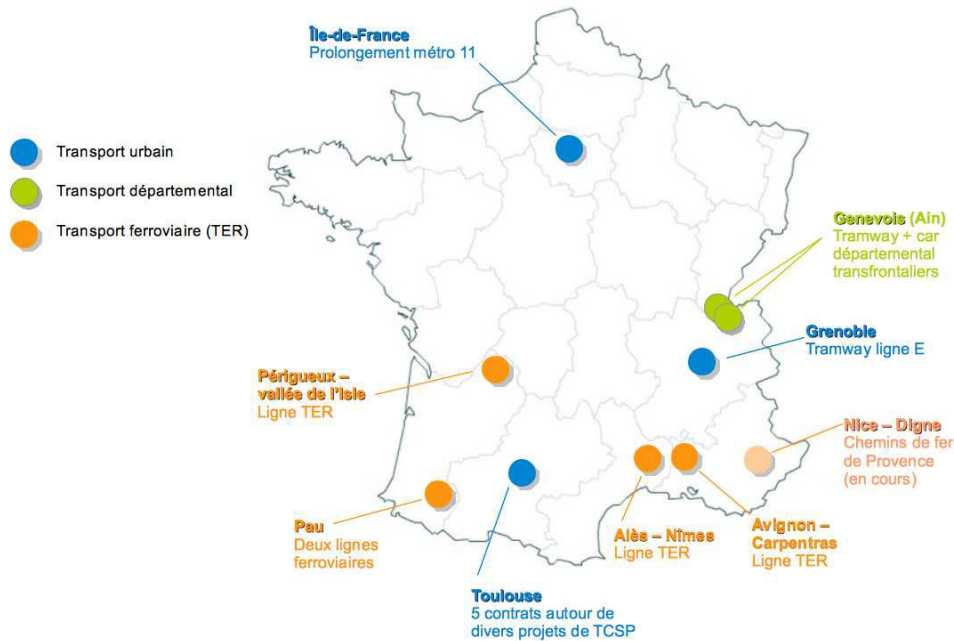 Île-de-France
Prolongement métro 11
Transport urbain
Transport départemental
Transport ferroviaire (TER)
Genevois (Ain)
Tramway + car
départemental
transfrontaliers
Grenoble
Tramway ligne E
Périgueux –
vallée de l'Isle
Ligne TER
Nice – Digne
Chemins de fer
de Provence
(en cours)
Pau
Deux lignes
ferroviaires
Alès – Nîmes
Ligne TER
Avignon –
Carpentras
Ligne TER
Toulouse
5 contrats autour de
divers projets de TCSP